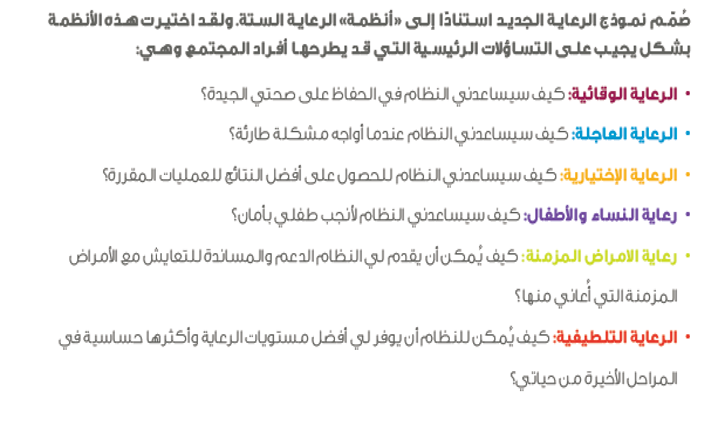 صُمّم نموذج الرعاية الجديد استنادًا إلى «أنظمة» الرعاية الستة. ولقد اختيرت هذه الأنظمة
بشكل يجيب على التساؤلات الرئيسية التي قد يطرحها أفراد المجتمع وهي:
• الرعاية الوقائية: كيف سيساعدني النظام في الحفاظ على صحتي الجيدة؟
• الرعاية العاجلة: كيف سيساعدني النظام عندما أواجه مشكلة طارئة؟
• الرعاية الإختيارية: كيف سيساعدني النظام للحصول على أفضل النتائج للعمليات المقررة؟
• رعاية النساء والأطفال: كيف سيساعدني النظام لأنجب طفلي بأمان؟
• رعاية الامراض المزمنة: كيف يُمكن أن يقدم لي النظام الدعم والمساندة للتعايش مع الأمراض
المزمنة التي أُعاني منها؟
• الرعاية التلطيفية: كيف يُمكن للنظام أن يوفر لي أفضل مستويات الرعاية وأكثرها حساسية في
المراحل الأخيرة من حياتي؟